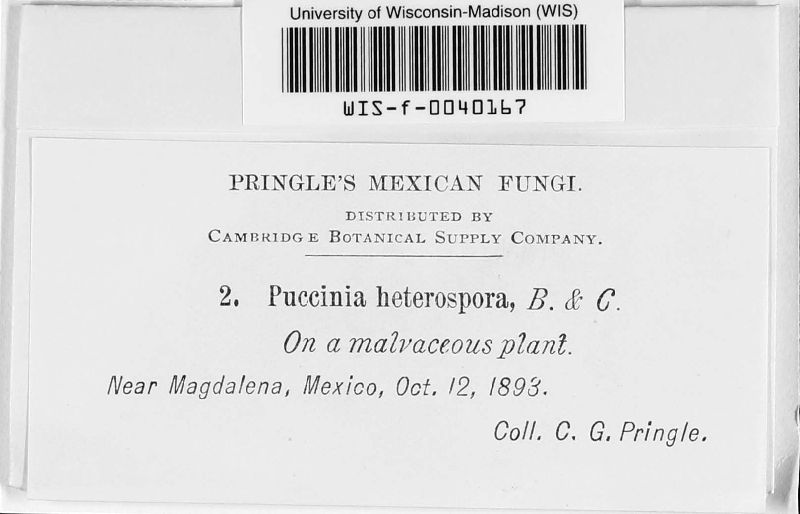 University of Wisconsin-Madison (WIS)
WIS-f-0040167
PRINGLE'S MEXICAN FUNGI.
DISTRIBUTED BY
CAMBRIDGE BOTANICAL SUPPLY COMPANY.
2. Puccinia heterospora, B. & C.
On a malvaceous plant.
Near Magdalena, Mexico, Oct. 12, 1893.
Coll. C. G. Pringle.